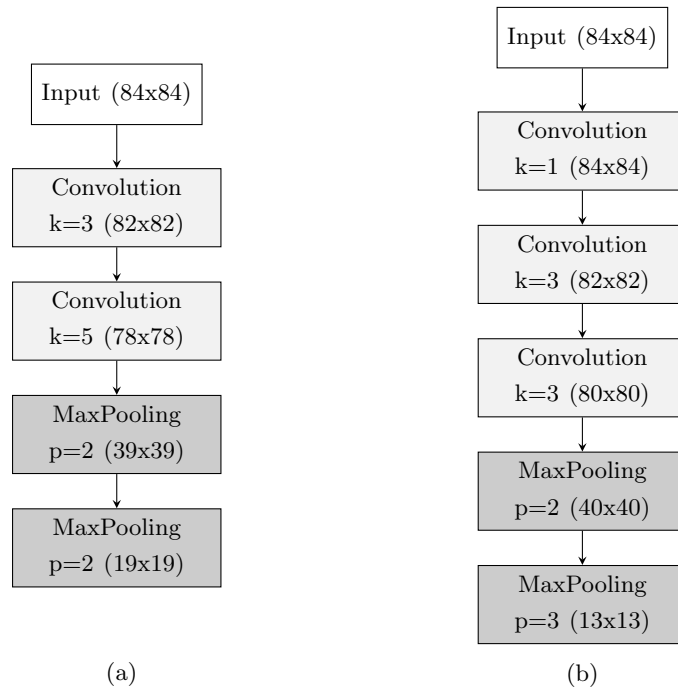 Input (84x84)
Convolution
k=3 (82x82)
Convolution
k=5 (78x78)
MaxPooling
p=2 (39x39)
MaxPooling
p=2 (19x19)
(a)
Input (84x84)
Convolution
k=1 (84x84)
Convolution
k=3 (82x82)
Convolution
k=3 (80x80)
MaxPooling
p=2 (40x40)
MaxPooling
p=3 (13x13)
(b)